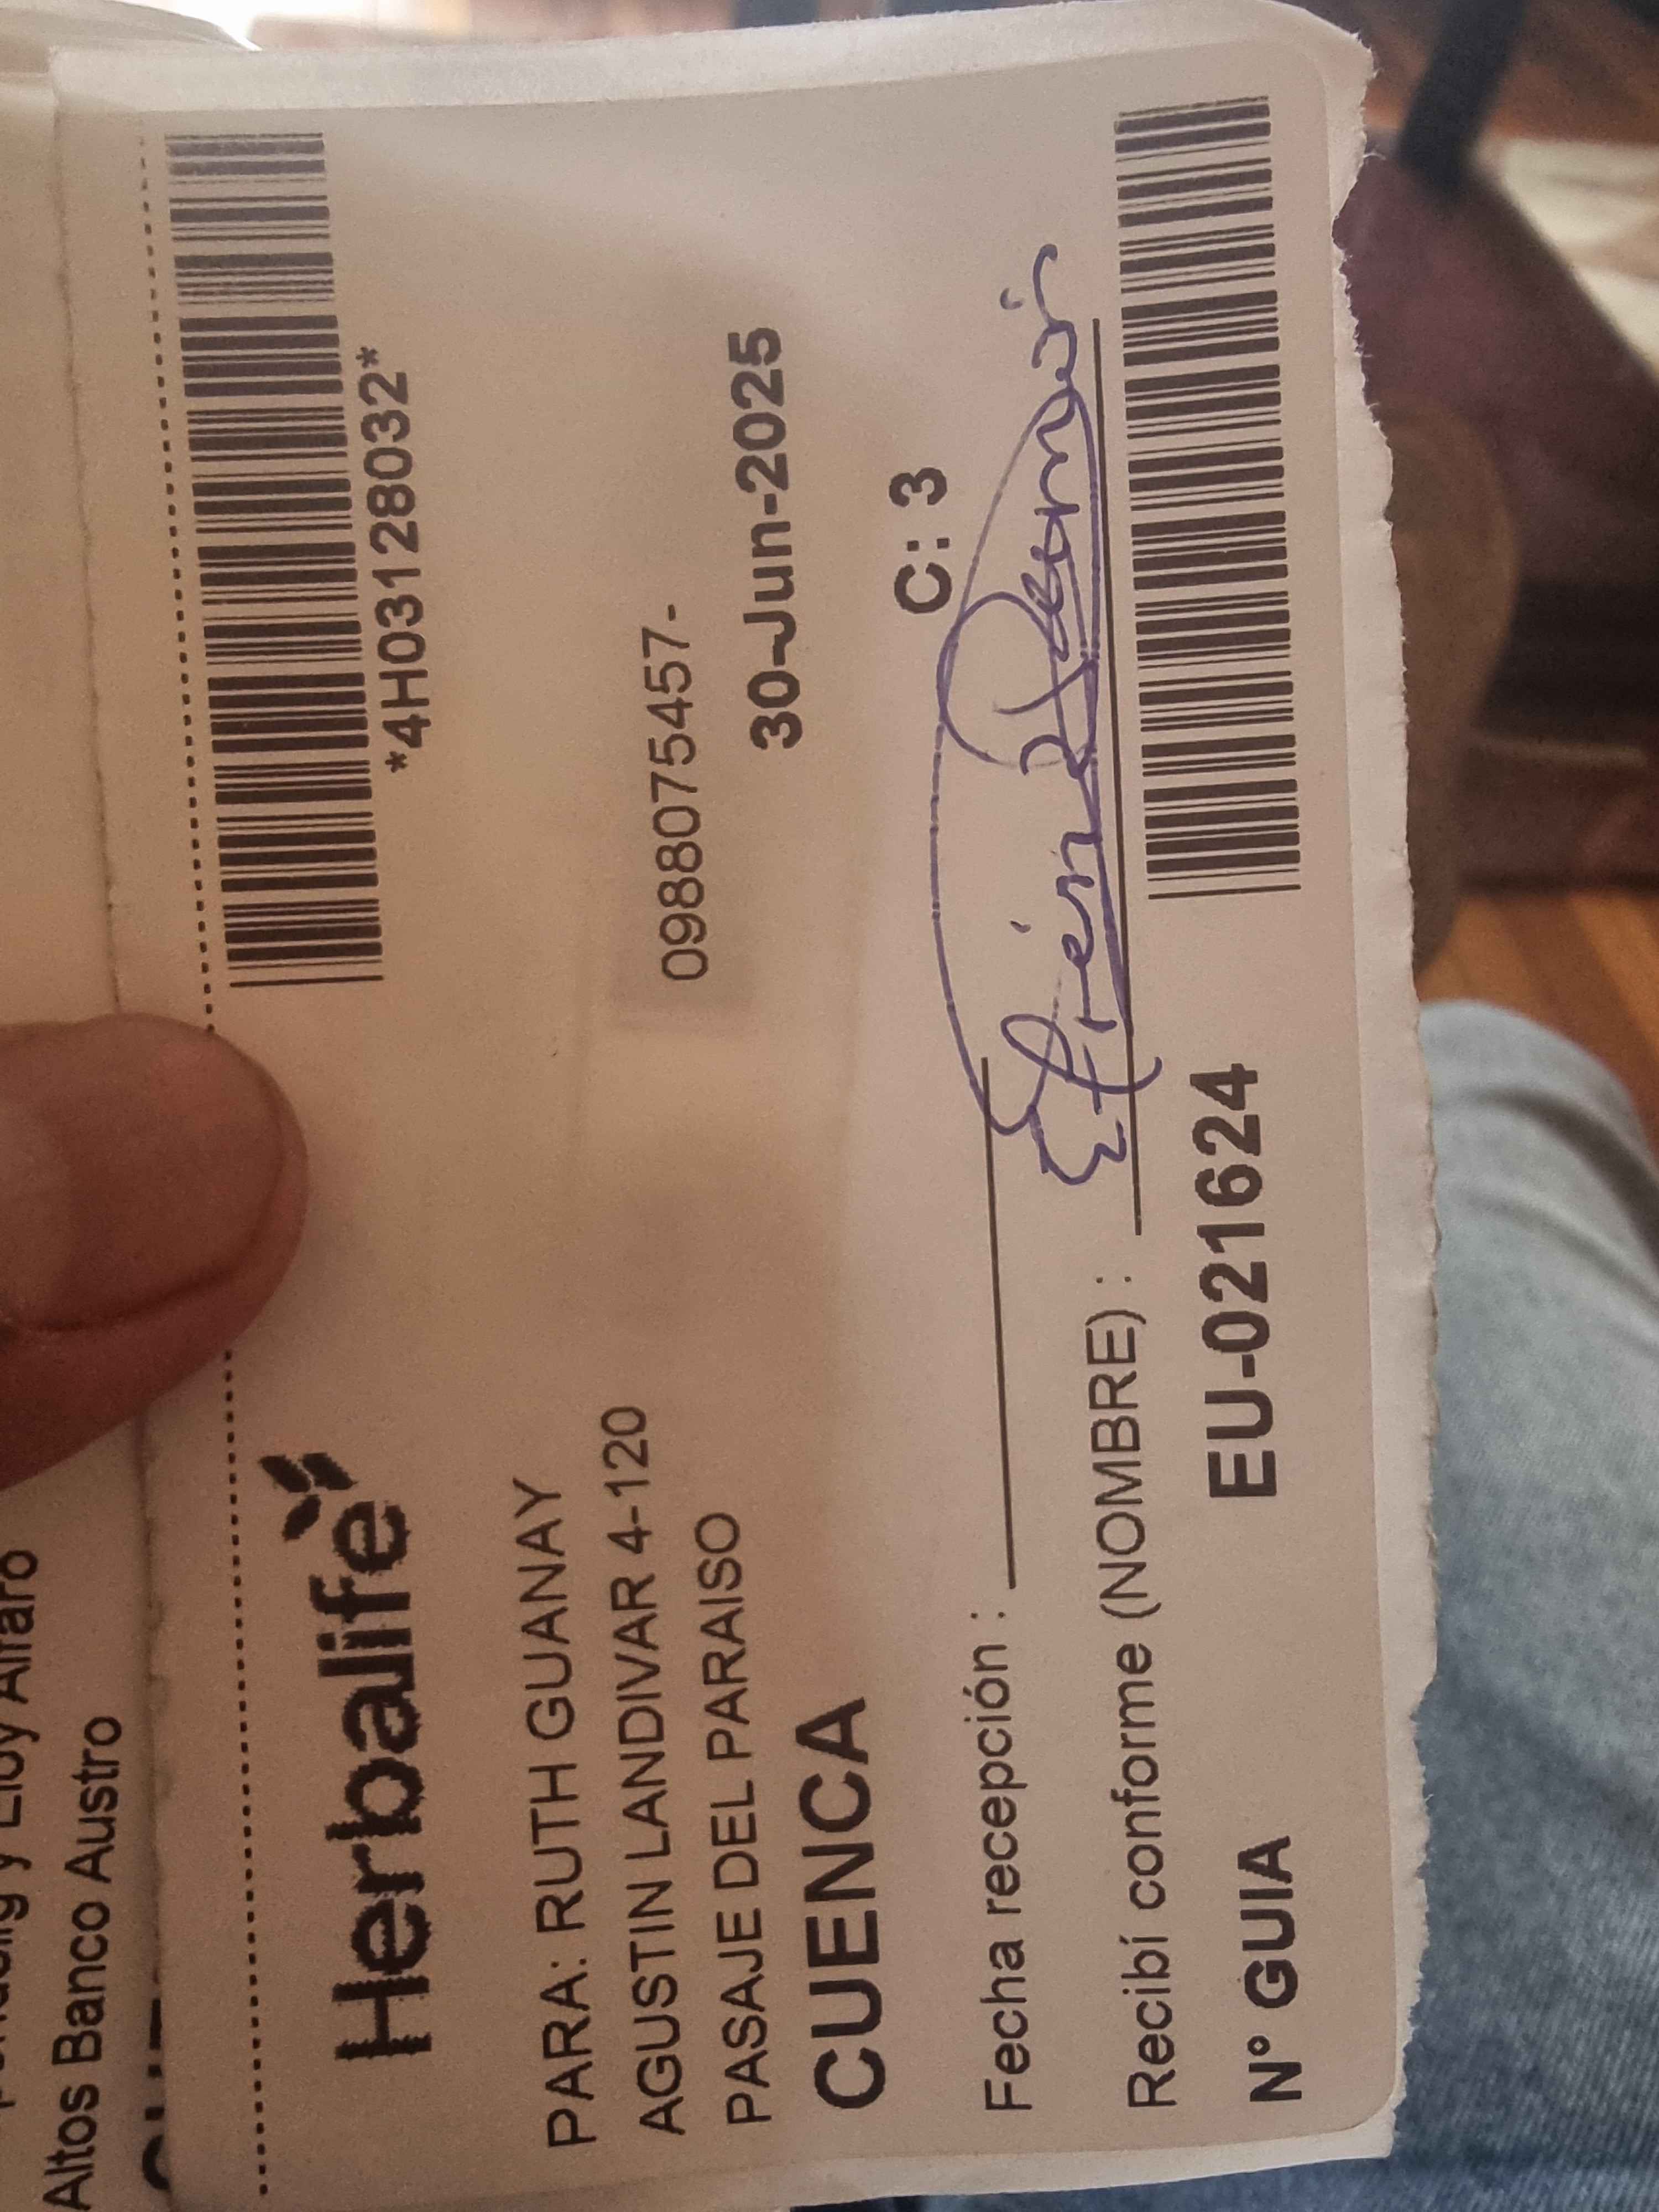 Altos Banco Austro
Herbalife
*4H03128032*
PARA: RUTH GUANAY
AGUSTIN LANDIVAR 4-120
0988075457-
PASAJE DEL PARAISO
30-Jun-2025
CUENCA
C: 3
Fecha recepción :
Recibí conforme (NOMBRE) :
N° GUIA EU-021624